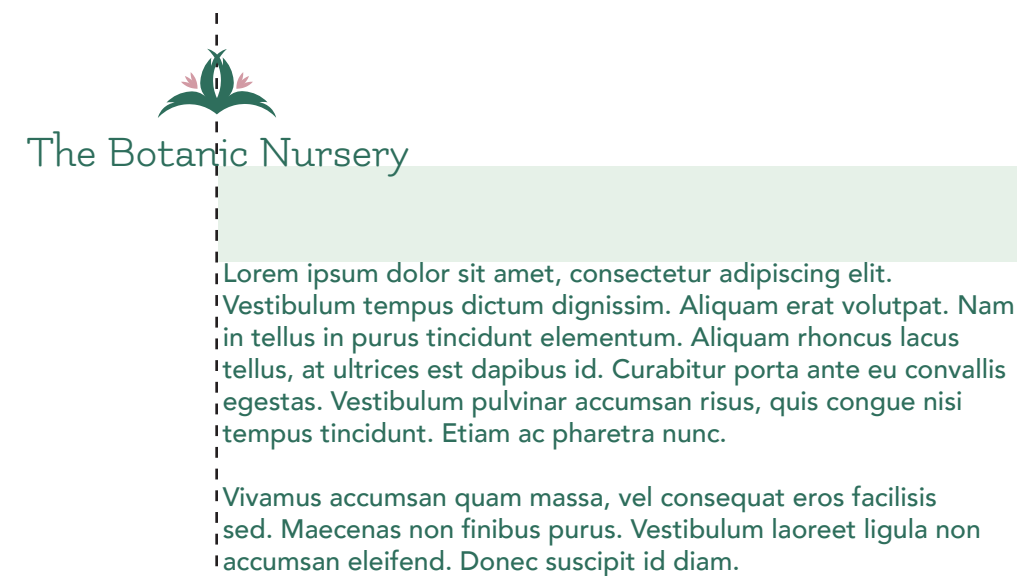 The Botanic Nursery
Lorem ipsum dolor sit amet, consectetur adipiscing elit.
Vestibulum tempus dictum dignissim. Aliquam erat volutpat. Nam
in tellus in purus tincidunt elementum. Aliquam rhoncus lacus
tellus, at ultrices est dapibus id. Curabitur porta ante eu convallis
egestas. Vestibulum pulvinar accumsan risus, quis congue nisi
tempus tincidunt. Etiam ac pharetra nunc.
Vivamus accumsan quam massa, vel consequat eros facilisis
sed. Maecenas non finibus purus. Vestibulum laoreet ligula non
accumsan eleifend. Donec suscipit id diam.